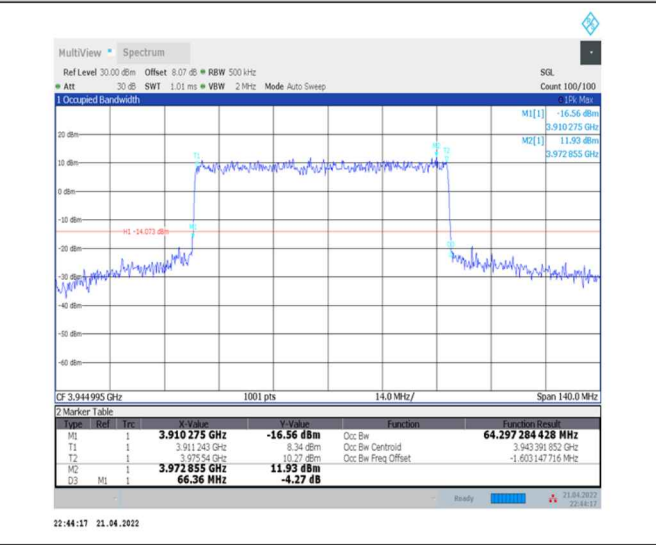 MultiView Spectrum
Ref Level 30.00 dBm Offset 8.07 dB RBW 500 kHz SGL
Att 30 dB SWT 1.01 ms VBW 2 MHz Mode Auto Sweep Count 100/100
1 Occupied Bandwidth 1Pk Max
M1[1] -16.56 dBm
3.910 275 GHz
M2[1] 11.93 dBm
3.972 855 GHz
20 dBm
10 dBm
0 dBm
-10 dBm
H1 -14.073 dBm
-20 dBm
-30 dBm
-40 dBm
-50 dBm
-60 dBm
CF 3.944 995 GHz 1001 pts 14.0 MHz/ Span 140.0 MHz
2 Marker Table
Type Ref Trc X-Value Y-Value Function Function Result
M1 1 3.910 275 GHz -16.56 dBm Occ Bw 64.297 284 428 MHz
T1 1 3.911 243 GHz 8.34 dBm Occ Bw Centroid 3.943 391 852 GHz
T2 1 3.975 54 GHz 10.27 dBm Occ Bw Freq Offset -1.603 147 716 MHz
M2 1 3.972 855 GHz 11.93 dBm
D3 M1 1 66.36 MHz -4.27 dB
Ready 21.04.2022
22:44:17
22:44:17 21.04.2022